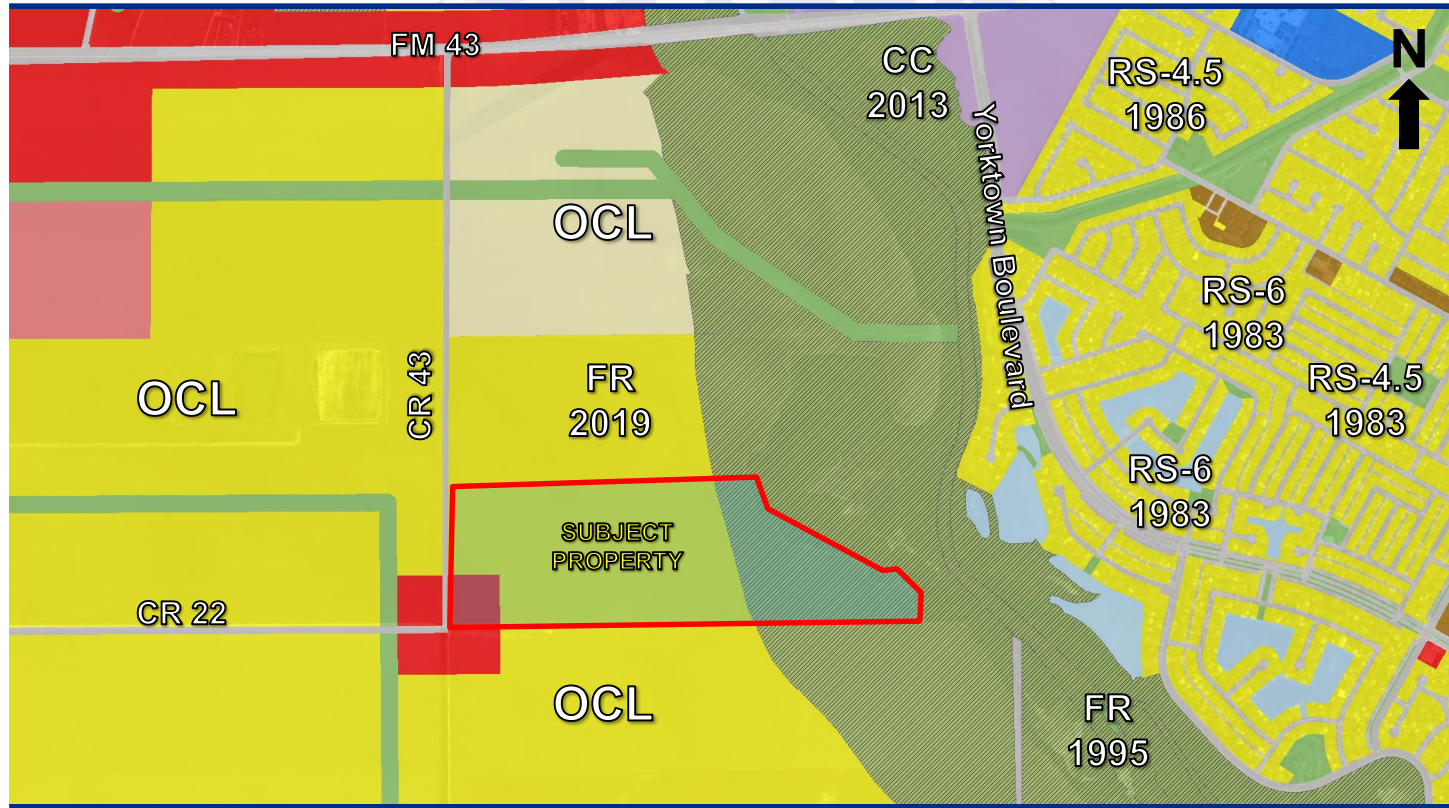 FM 43
CC
2013
RS-4.5
1986
N
Yorktown Boulevard
OCL
RS-6
1983
OCL
CR 43
FR
2019
RS-4.5
1983
RS-6
1983
SUBJECT
PROPERTY
CR 22
OCL
FR
1995